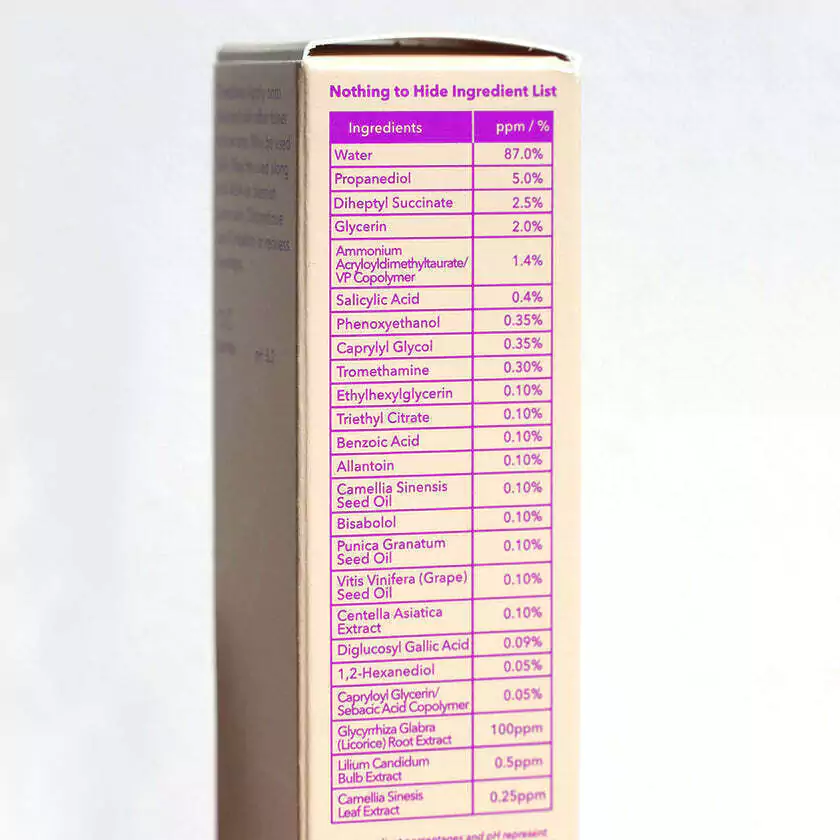 Nothing to Hide Ingredient List
Ingredients ppm / %
Water 87.0%
Propanediol 5.0%
Diheptyl Succinate 2.5%
Glycerin 2.0%
Ammonium
Acryloyldimethyltaurate/ 1.4%
VP Copolymer
Salicylic Acid 0.4%
Phenoxyethanol 0.35%
Caprylyl Glycol 0.35%
Tromethamine 0.30%
Ethylhexylglycerin 0.10%
Triethyl Citrate 0.10%
Benzoic Acid 0.10%
Allantoin 0.10%
Camellia Sinensis 0.10%
Seed Oil
Bisabolol 0.10%
Punica Granatum 0.10%
Seed Oil
Vitis Vinifera (Grape) 0.10%
Seed Oil
Centella Asiatica 0.10%
Extract
Diglucosyl Gallic Acid 0.09%
1,2-Hexanediol 0.05%
Capryloyl Glycerin/ 0.05%
Sebacic Acid Copolymer
Glycyrrhiza Glabra 100ppm
(Licorice) Root Extract
Lilium Candidum 0.5ppm
Bulb Extract
Camellia Sinesis 0.25ppm
Leaf Extract
percentages and pH represent